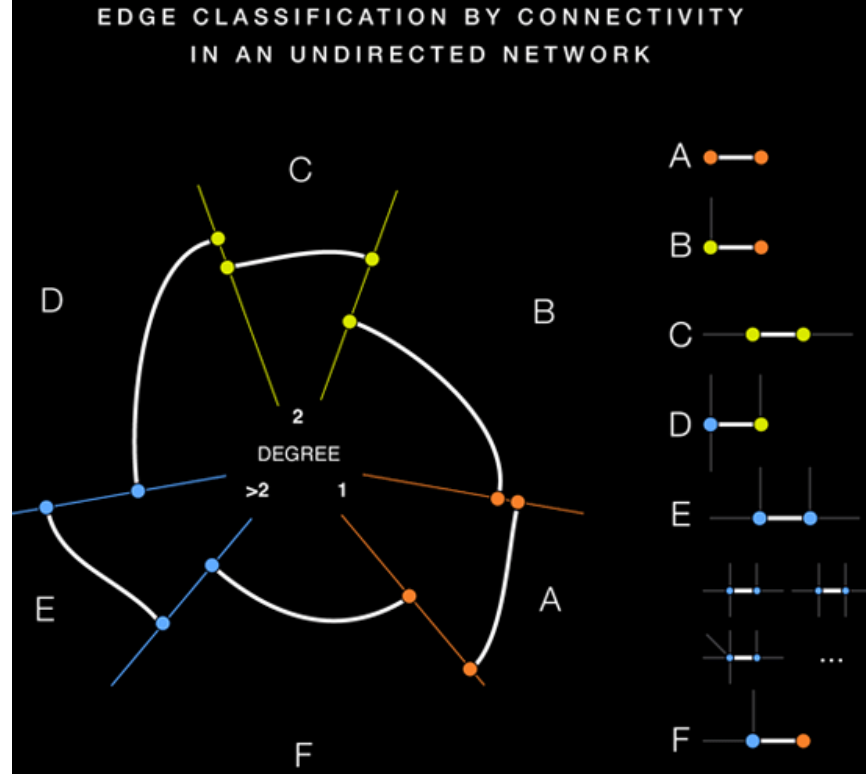 EDGE CLASSIFICATION BY CONNECTIVITY
IN AN UNDIRECTED NETWORK
C
D
B
2
DEGREE
>2
1
E
A
F
A
B
C
D
E
...
F